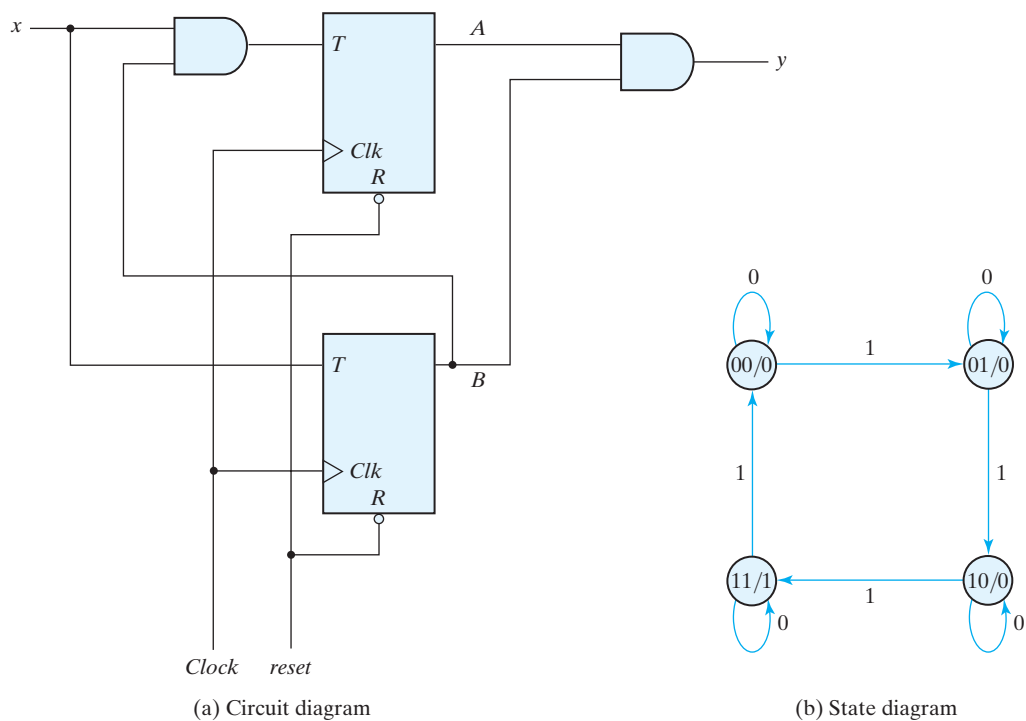 x
T
A
y
Clk
R
T
B
Clk
R
Clock
reset
(a) Circuit diagram
0
0
00/0
1
01/0
1
1
11/1
1
10/0
0
0
(b) State diagram